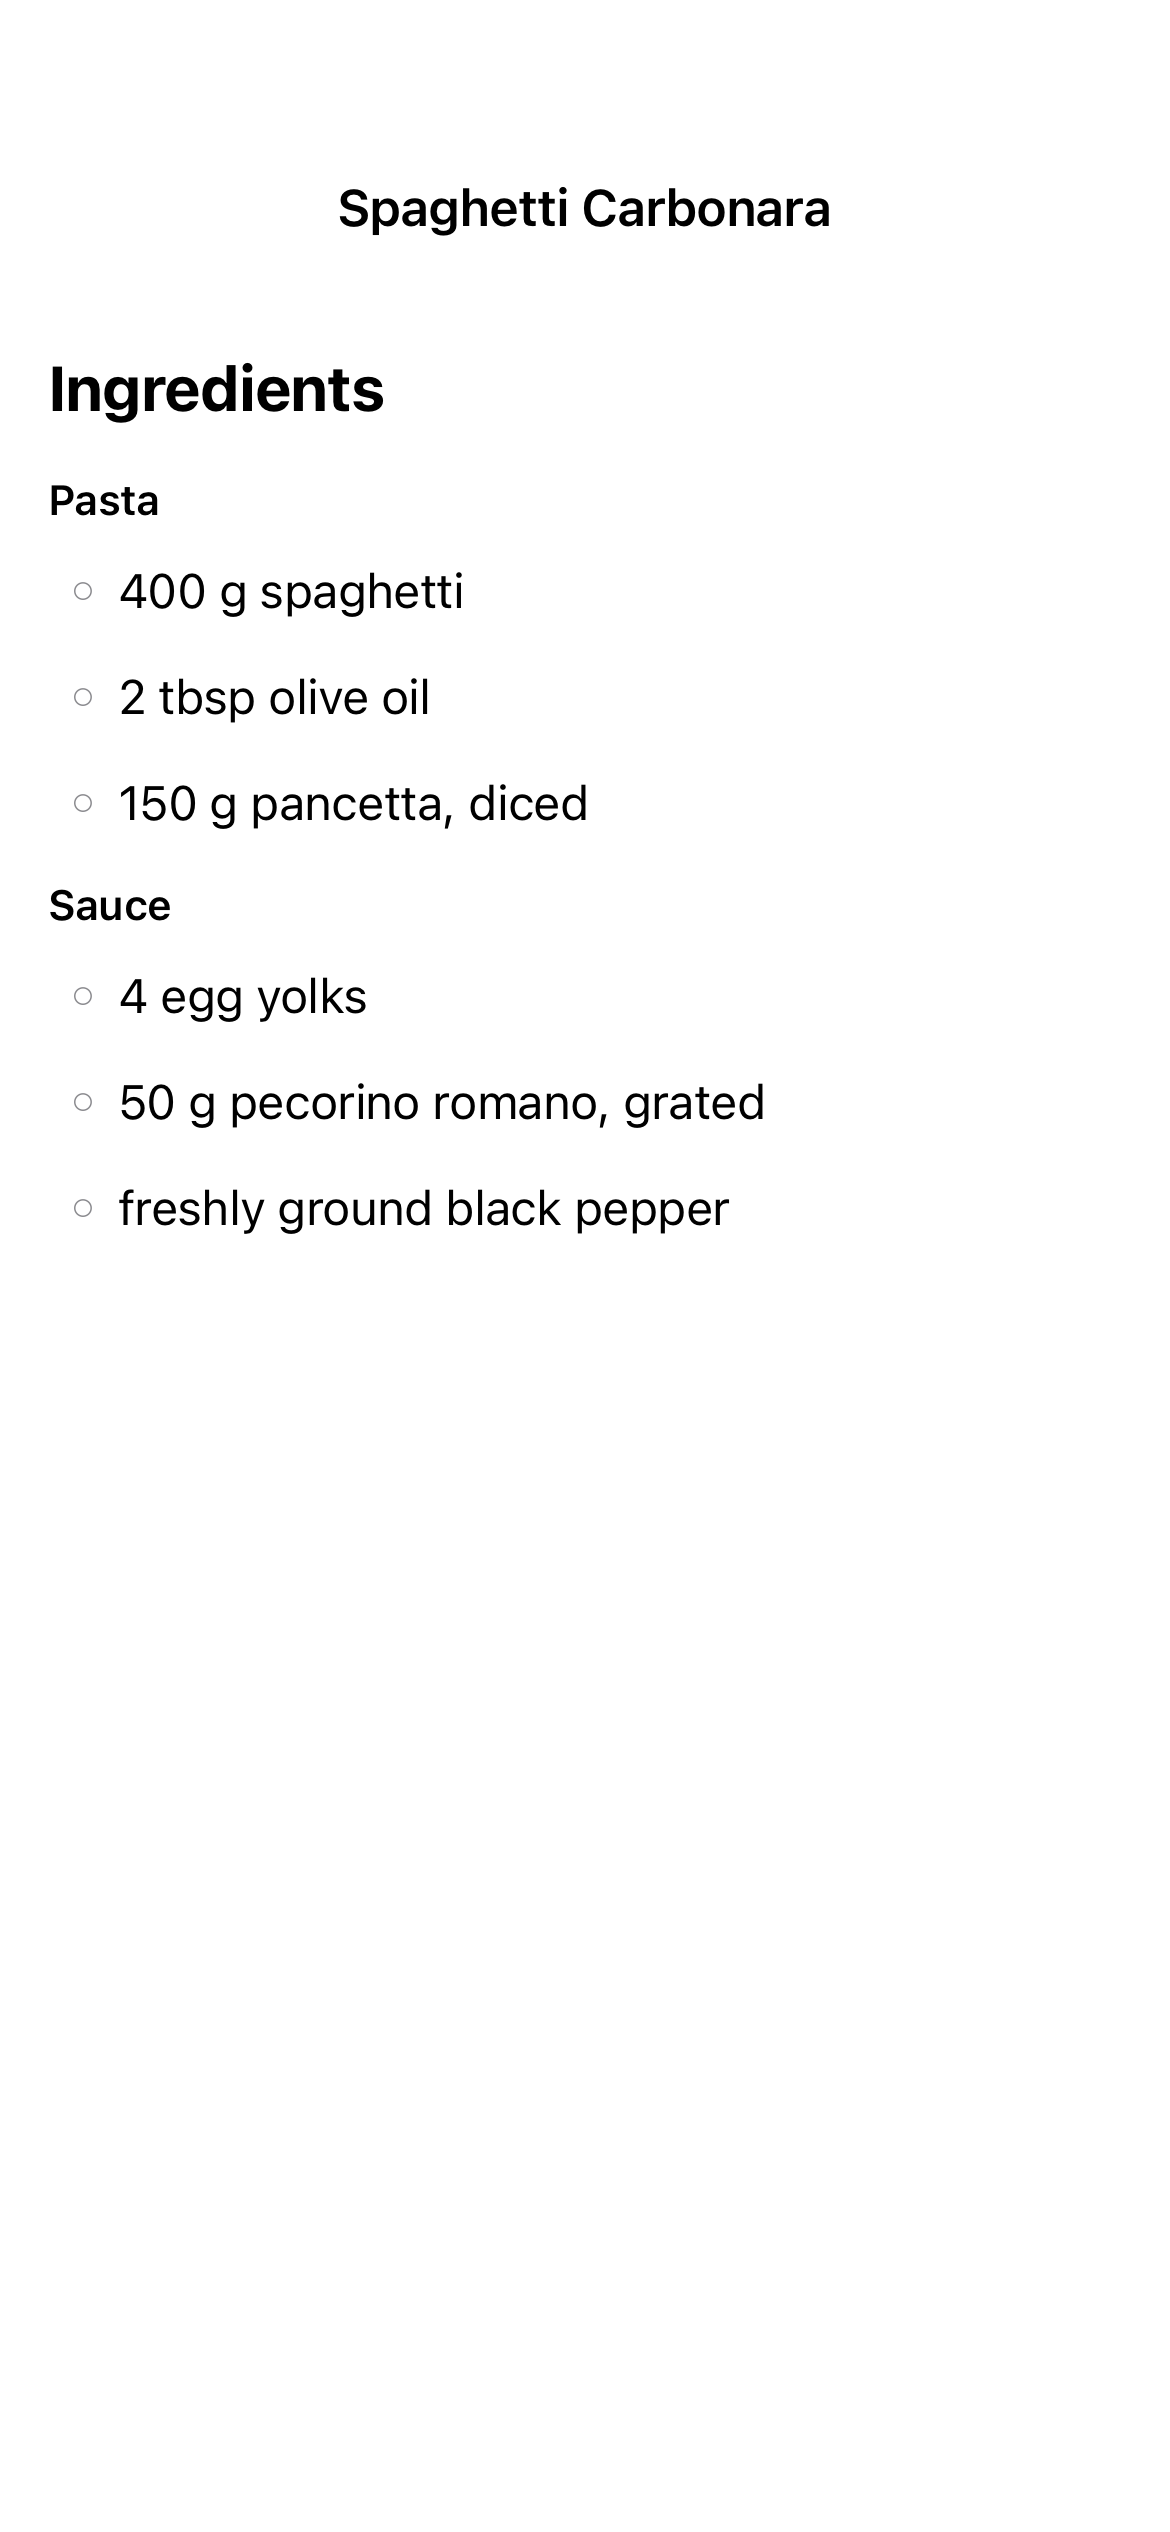 Spaghetti Carbonara
Ingredients
Pasta
400 g spaghetti
2 tbsp olive oil
150 g pancetta, diced
Sauce
4 egg yolks
50 g pecorino romano, grated
freshly ground black pepper